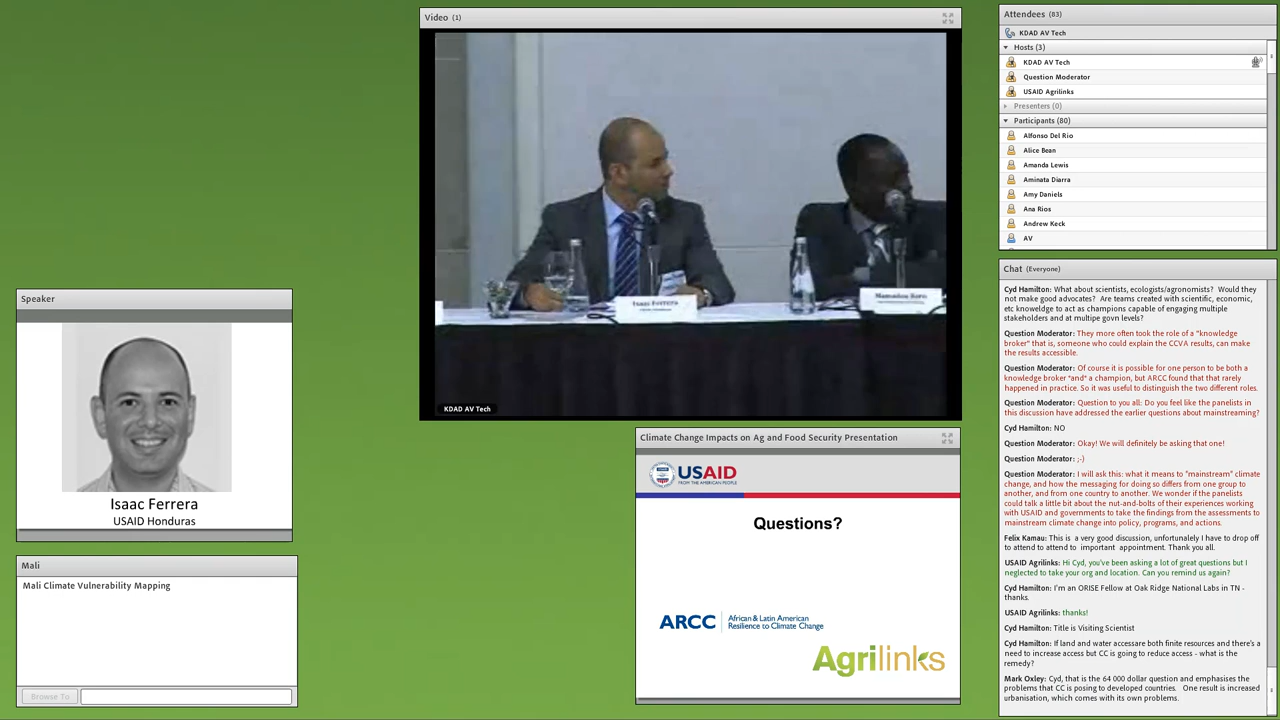 Speaker
Isaac Ferrera
USAID Honduras
Mali
Mali Climate Vulnerability Mapping
Browse To
Video (1)
Isaac Ferrera
KDAD AV Tech
Climate Change Impacts on Ag and Food Security Presentation
USAID
FROM THE AMERICAN PEOPLE
Questions?
ARCC
African & Latin American
Resilience to Climate Change
Agrilinks
Attendees (83)
KDAD AV Tech
Hosts (3)
KDAD AV Tech
Question Moderator
USAID Agrilinks
Presenters (0)
Participants (80)
Alfonso Del Rio
Alice Bean
Amanda Lewis
Aminata Diarra
Amy Daniels
Ana Rios
Andrew Keck
AV
Chat (Everyone)
Cyd Hamilton: What about scientists, ecologists/agronomists? Would they
not make good advocates? Are teams created with scientific, economic,
etc knoweldge to act as champions capable of engaging multiple
stakeholders and at multipe govn levels?
Question Moderator: They more often took the role of a "knowledge
broker" that is, someone who could explain the CCVA results, can make
the results accessible.
Question Moderator: Of course it is possible for one person to be both a
knowledge broker *and* a champion, but ARCC found that that rarely
happened in practice. So it was useful to distinguish the two different roles.
Question Moderator: Question to you all: Do you feel like the panelists in
this discussion have addressed the earlier questions about mainstreaming?
Cyd Hamilton: NO
Question Moderator: Okay! We will definitely be asking that one!
Question Moderator: ;-)
Question Moderator: I will ask this: what it means to "mainstream" climate
change, and how the messaging for doing so differs from one group to
another, and from one country to another. We wonder if the panelists
could talk a little bit about the nut-and-bolts of their experiences working
with USAID and governments to take the findings from the assessments to
mainstream climate change into policy, programs, and actions.
Felix Kamau: This is a very good discussion, unfortunately I have to drop off
to attend to attend to important appointment. Thank you all.
USAID Agrilinks: Hi Cyd, you've been asking a lot of great questions but I
neglected to take your org and location. Can you remind us again?
Cyd Hamilton: I'm an ORISE Fellow at Oak Ridge National Labs in TN -
thanks.
USAID Agrilinks: thanks!
Cyd Hamilton: Title is Visiting Scientist
Cyd Hamilton: If land and water accessare both finite resources and there's
a need to increase access but CC is going to reduce access - what is the
remedy?
Mark Oxley: Cyd, that is the 64 000 dollar question and emphasises the
problems that CC is posing to developed countries. One result is increased
urbanisation, which comes with its own problems.